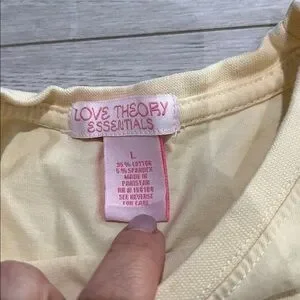 LOVE THEORY
ESSENTIALS
L
95% COTTON
5% SPANDEX
MADE IN
PAKISTAN
SEE REVERSE
FOR CARE